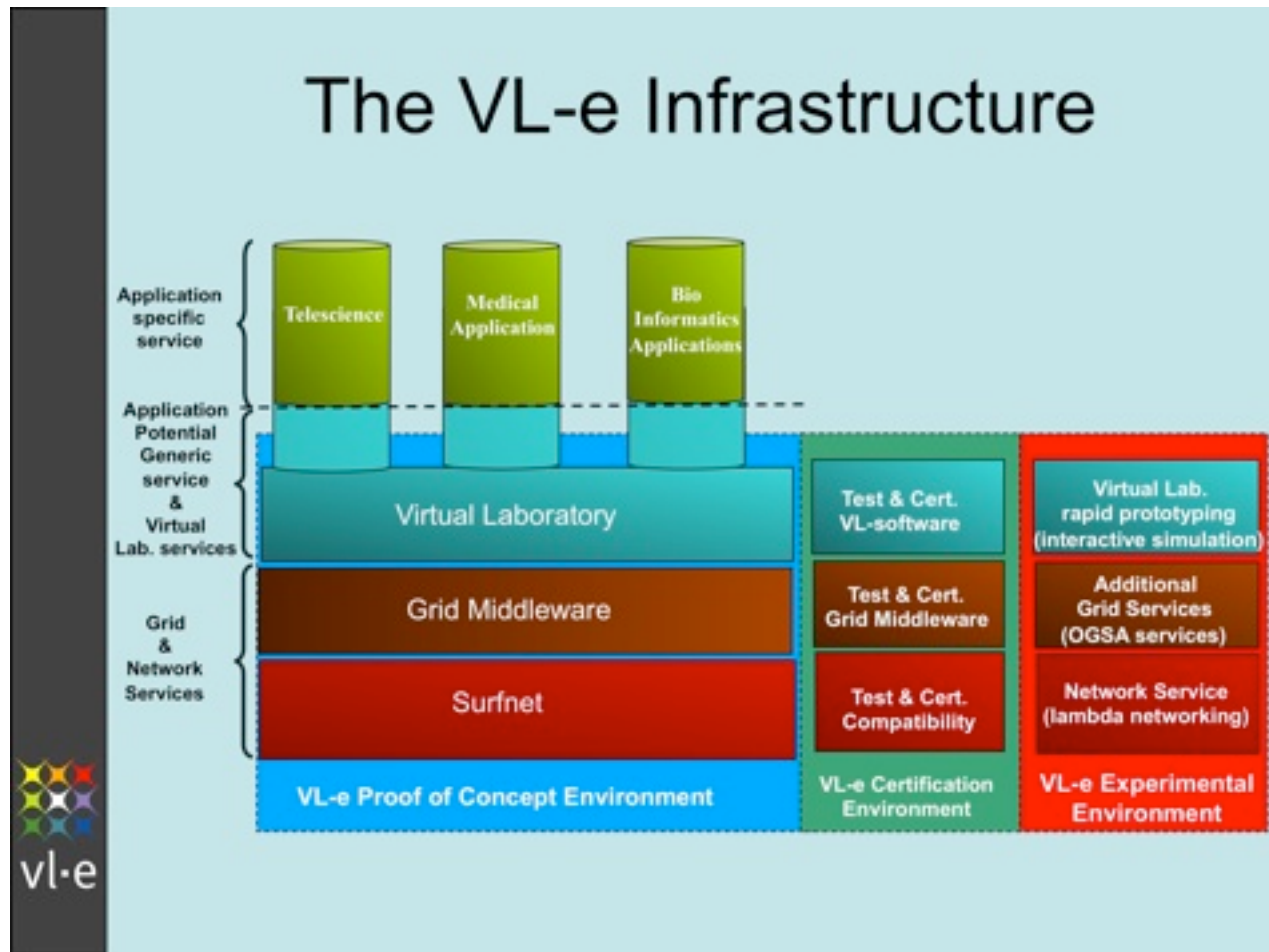 The VL-e Infrastructure
Application
specific
service
Telescience
Medical
Application
Bio
Informatics
Applications
Application
Potential
Generic
service
&
Virtual
Lab. services
Virtual Laboratory
Test & Cert.
VL-software
Virtual Lab.
rapid prototyping
(interactive simulation)
Grid
&
Network
Services
Grid Middleware
Test & Cert.
Grid Middleware
Additional
Grid Services
(OGSA services)
Surfnet
Test & Cert.
Compatibility
Network Service
(lambda networking)
VL-e Proof of Concept Environment
VL-e Certification
Environment
VL-e Experimental
Environment
vl·e